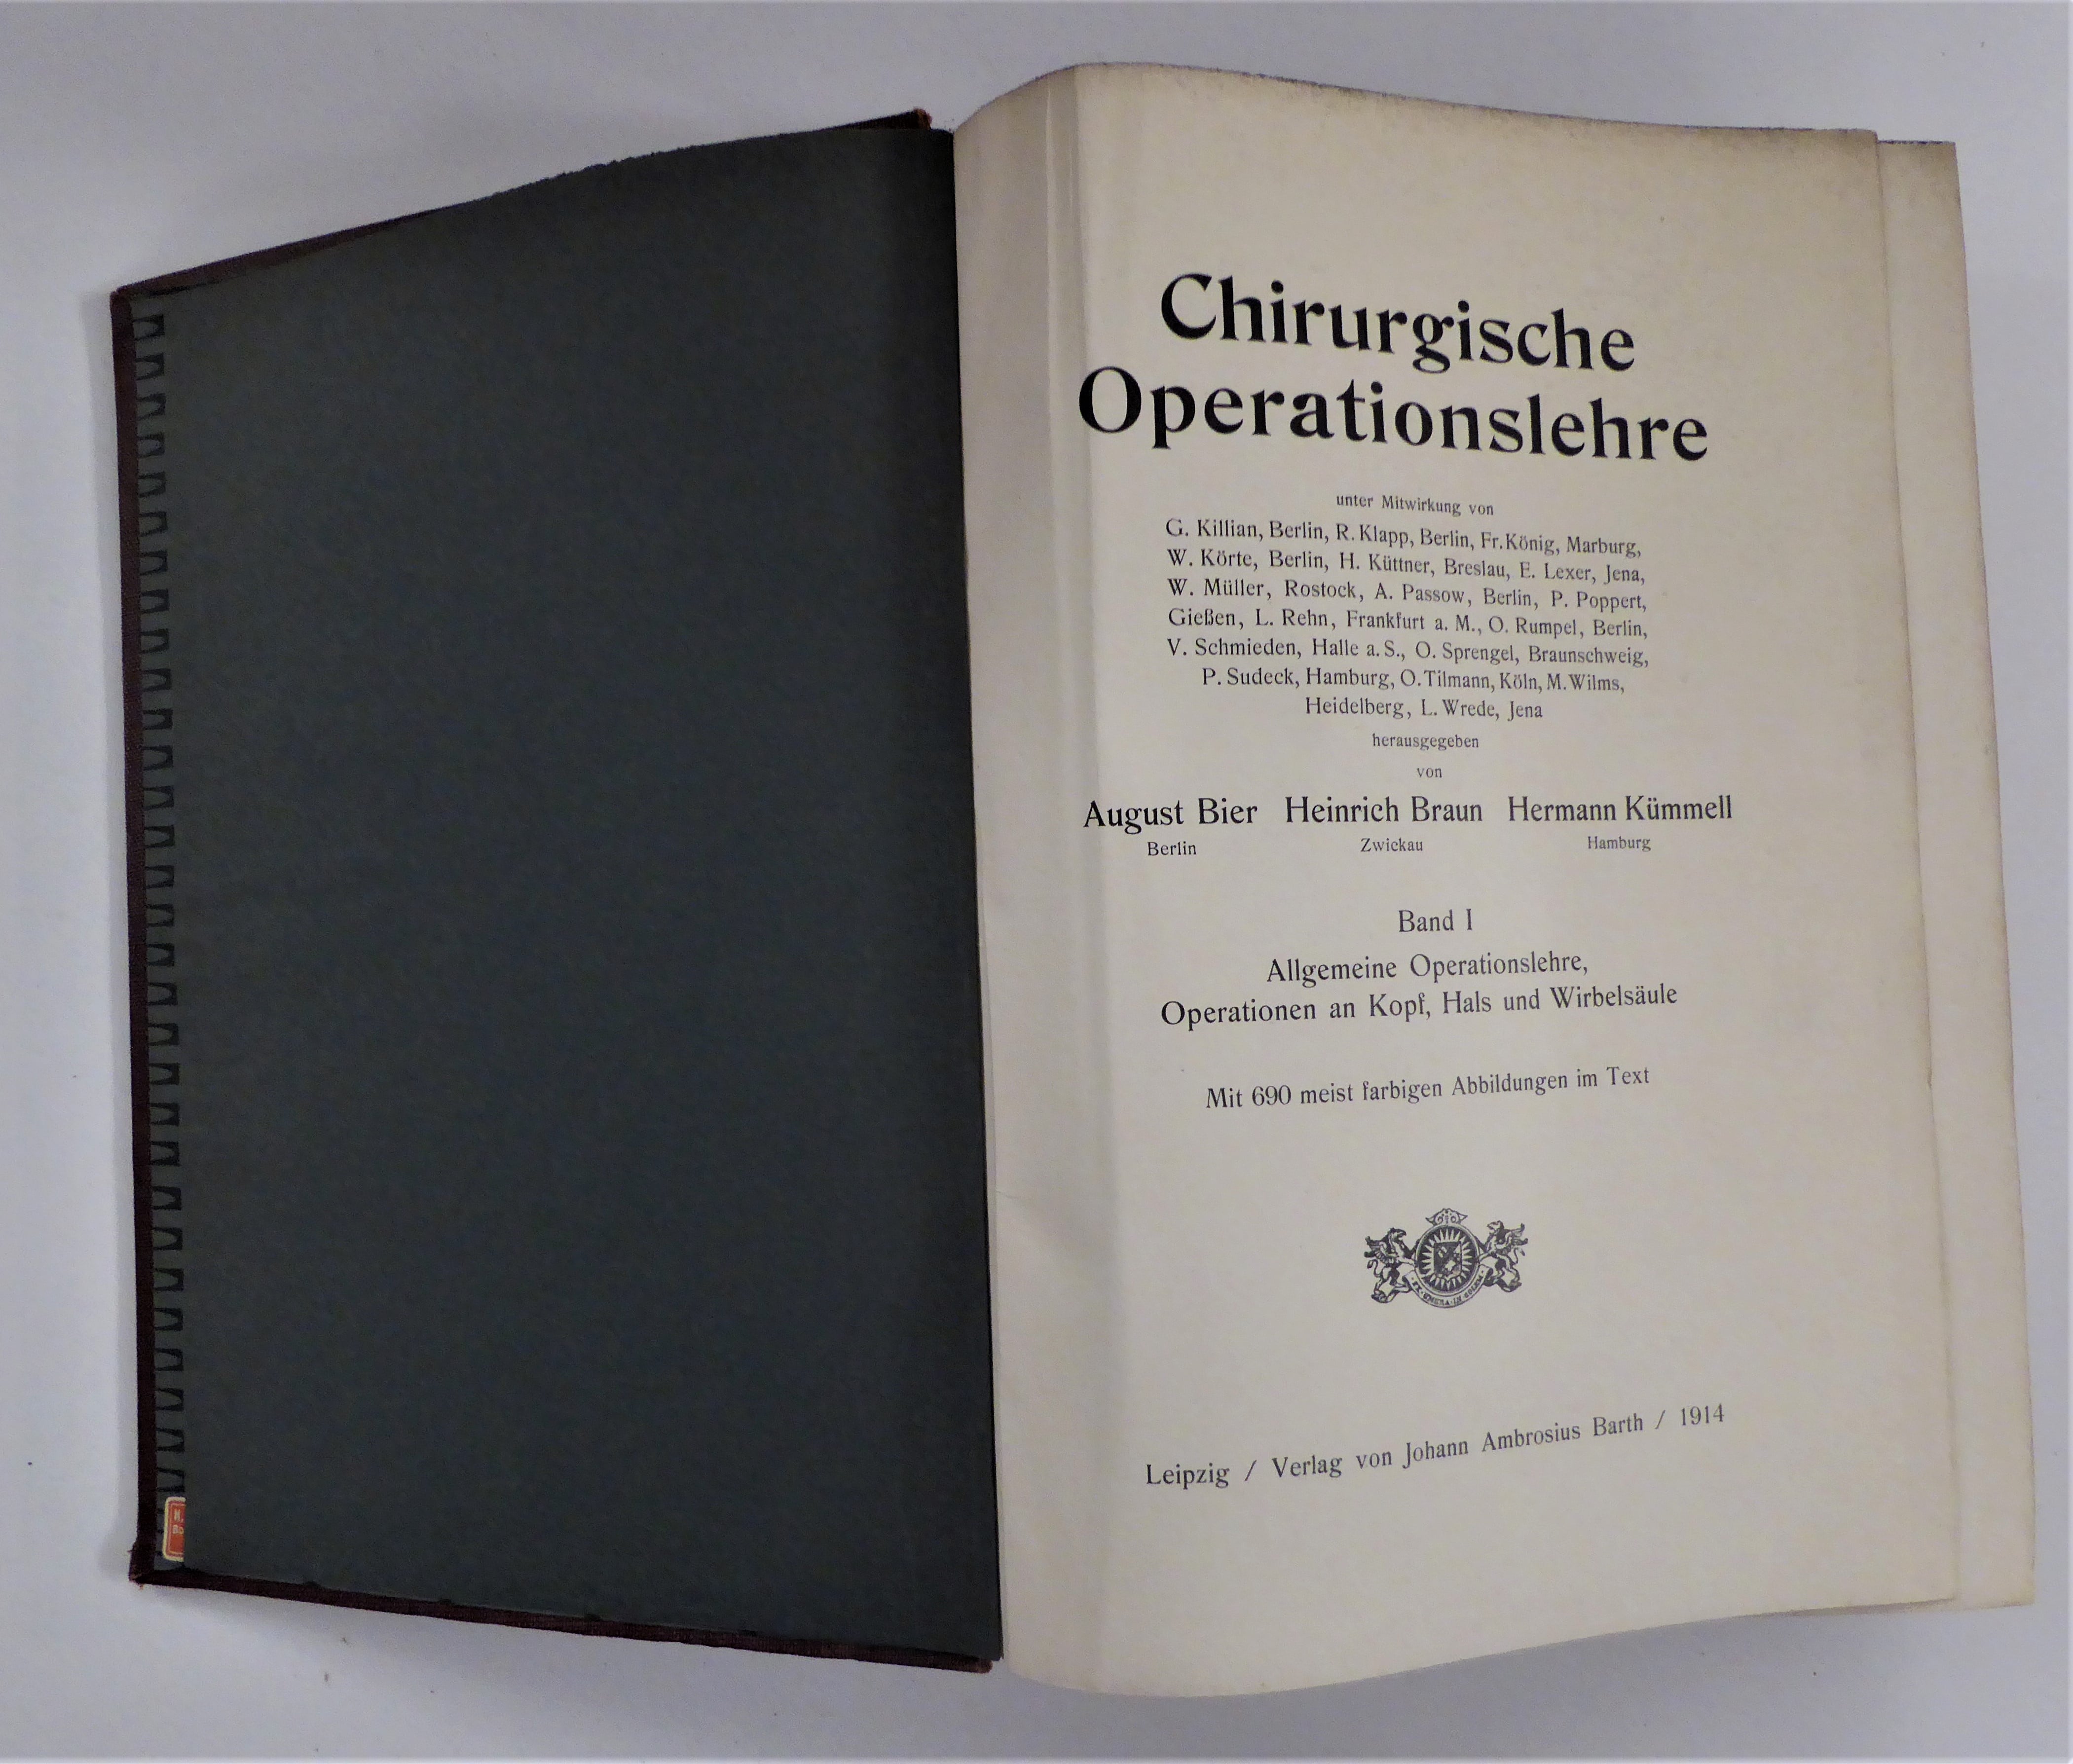 Chirurgische
Operationslehre
unter Mitwirkung von
G. Killian, Berlin, R. Klapp, Berlin, Fr. König, Marburg,
W. Körte, Berlin, H. Küttner, Breslau, E. Lexer, Jena,
W. Müller, Rostock, A. Passow, Berlin, P. Poppert,
Gießen, L. Rehn, Frankfurt a. M., O. Rumpel, Berlin,
V. Schmieden, Halle a. S., O. Sprengel, Braunschweig,
P. Sudeck, Hamburg, O. Tilmann, Köln, M. Wilms,
Heidelberg, L. Wrede, Jena
herausgegeben
von
August Bier Heinrich Braun Hermann Kümmell
Berlin Zwickau Hamburg
Band I
Allgemeine Operationslehre,
Operationen an Kopf, Hals und Wirbelsäule
Mit 690 meist farbigen Abbildungen im Text
Leipzig / Verlag von Johann Ambrosius Barth / 1914